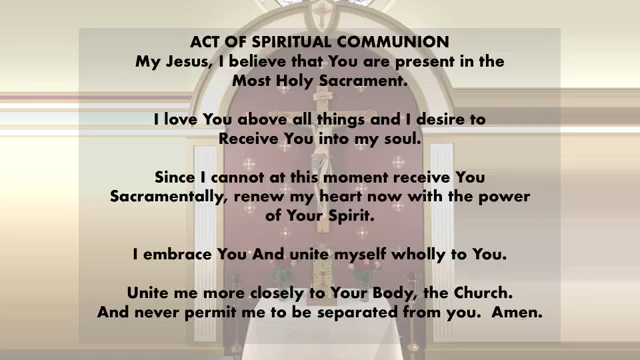 ACT OF SPIRITUAL COMMUNION
My Jesus, I believe that You are present in the
Most Holy Sacrament.
I love You above all things and I desire to
Receive You into my soul.
Since I cannot at this moment receive You
Sacramentally, renew my heart now with the power
of Your Spirit.
I embrace You And unite myself wholly to You.
Unite me more closely to Your Body, the Church.
And never permit me to be separated from you.  Amen.